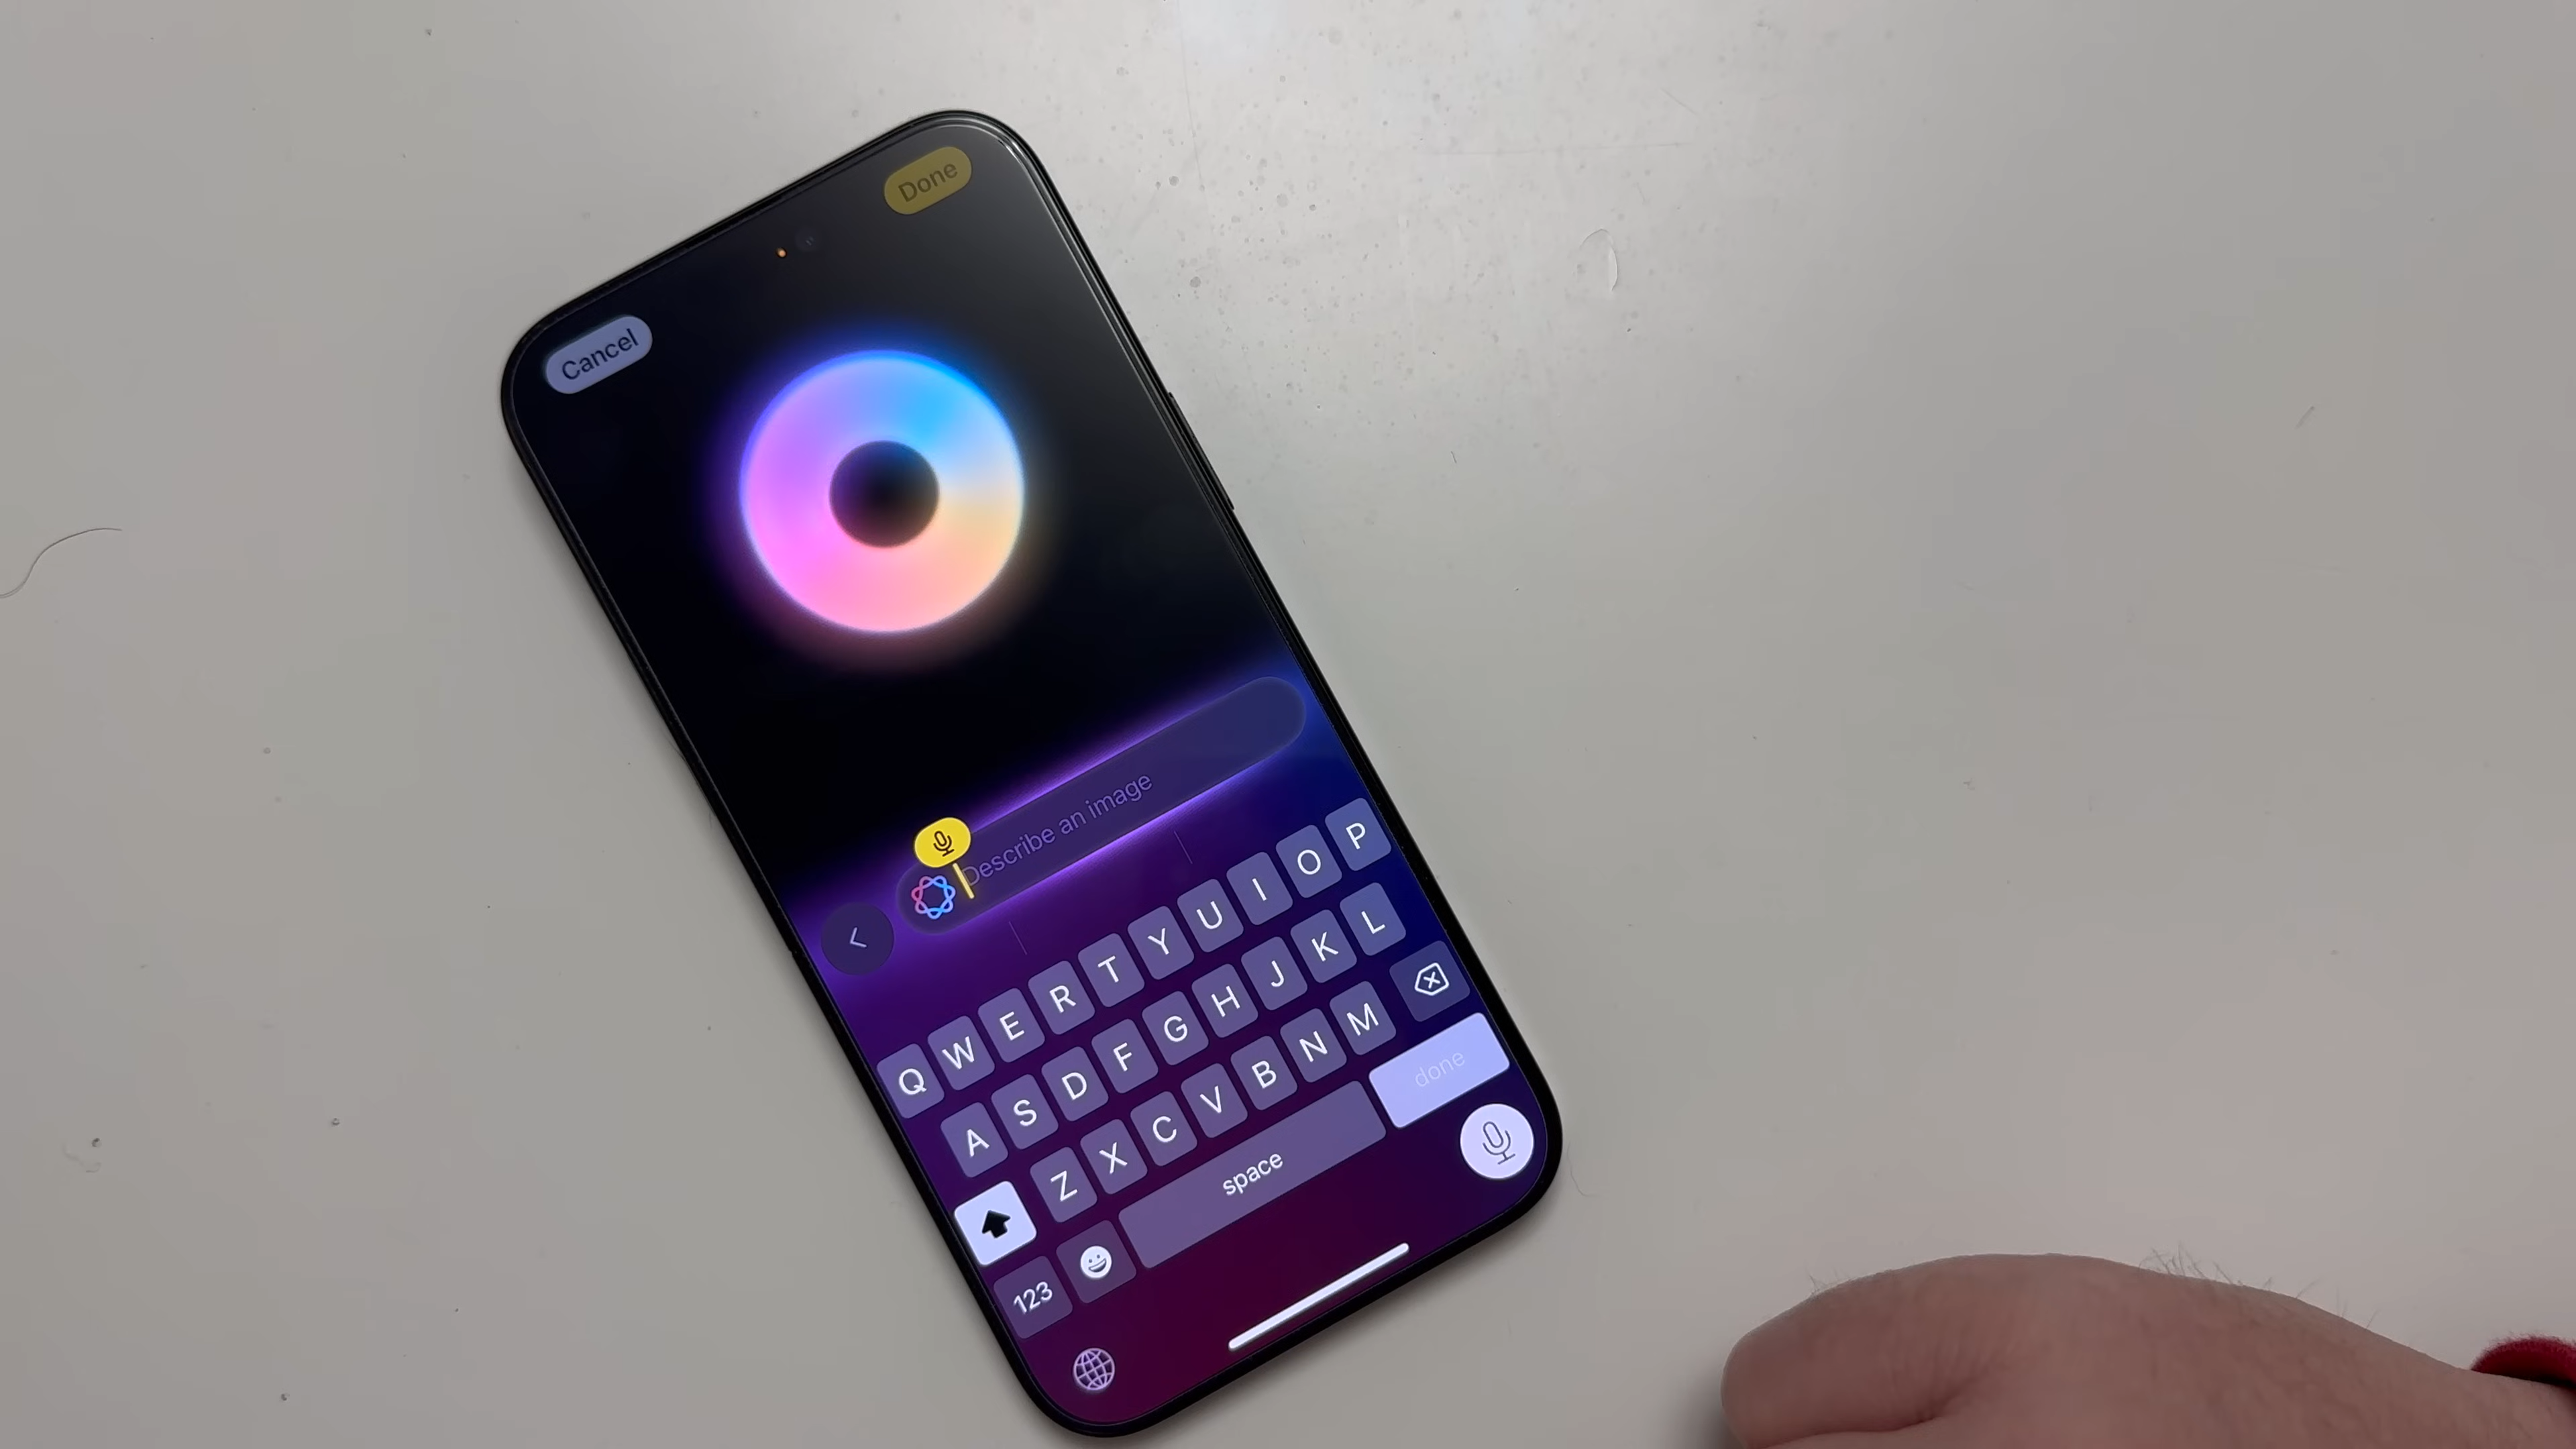 Done
Cancel
Describe an image
Q W E R T Y U I O P
A S D F G H J K L
Z X C V B N M
123
space
done